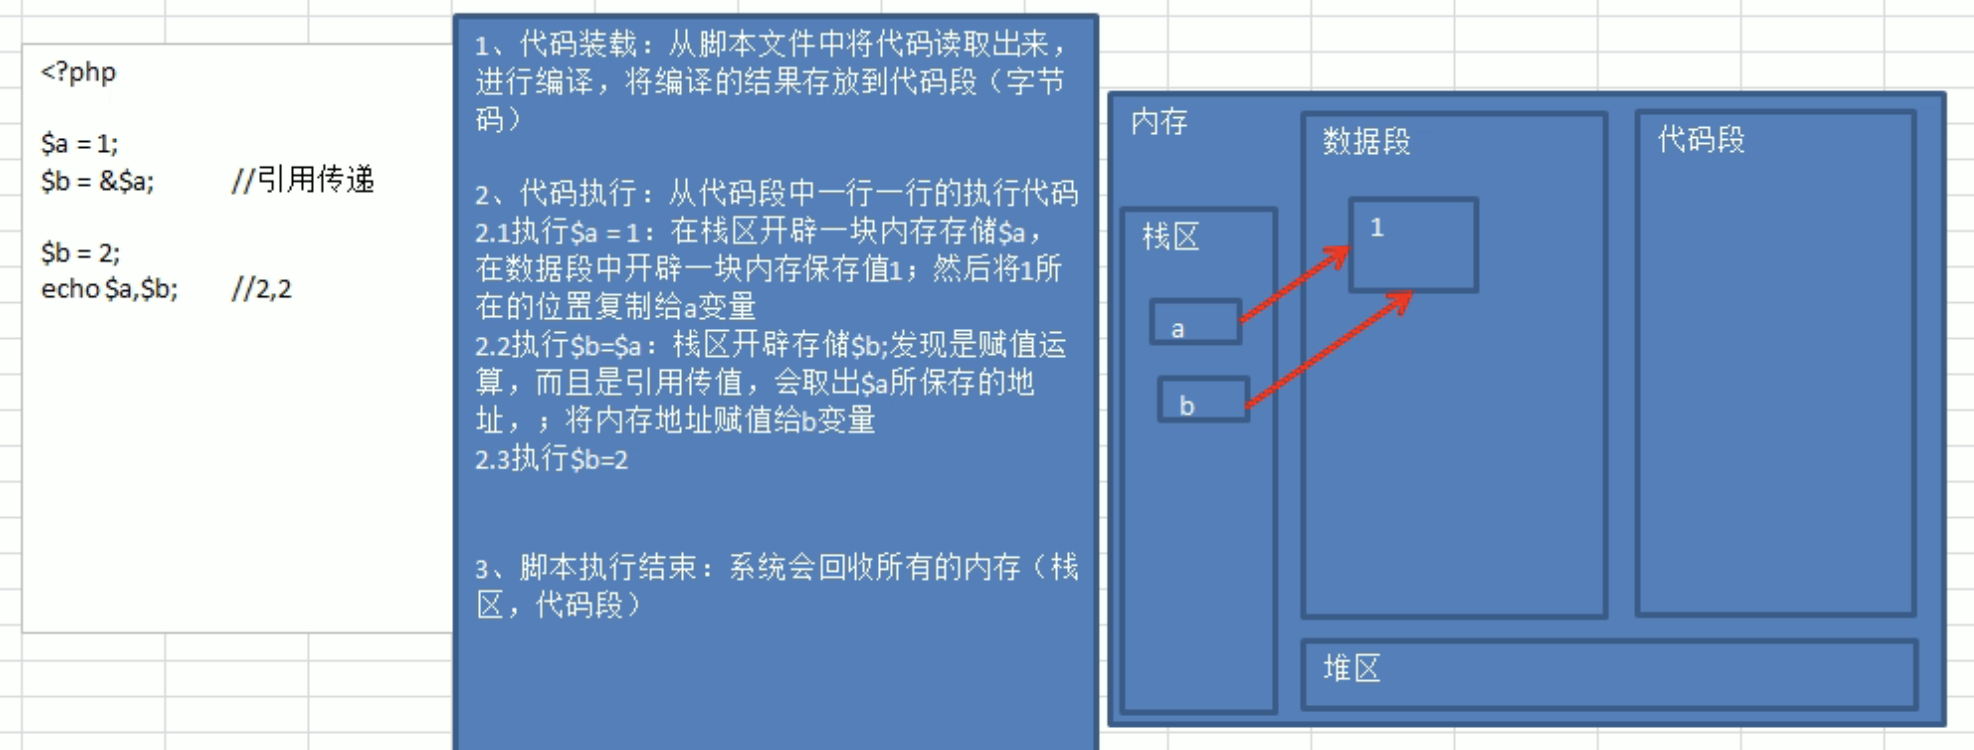 <?php
$a = 1;
$b = &$a; //引用传递
$b = 2;
echo $a,$b; //2,2
1、代码装载：从脚本文件中将代码读取出来，
进行编译，将编译的结果存放到代码段（字节
码）
2、代码执行：从代码段中一行一行的执行代码
2.1执行$a = 1：在栈区开辟一块内存存储$a，
在数据段中开辟一块内存保存值1；然后将1所
在的位置复制给a变量
2.2执行$b=$a：栈区开辟存储$b;发现是赋值运
算，而且是引用传值，会取出$a所保存的地
址，；将内存地址赋值给b变量
2.3执行$b=2
3、脚本执行结束：系统会回收所有的内存（栈
区，代码段）
内存
栈区
a
b
数据段
1
代码段
堆区